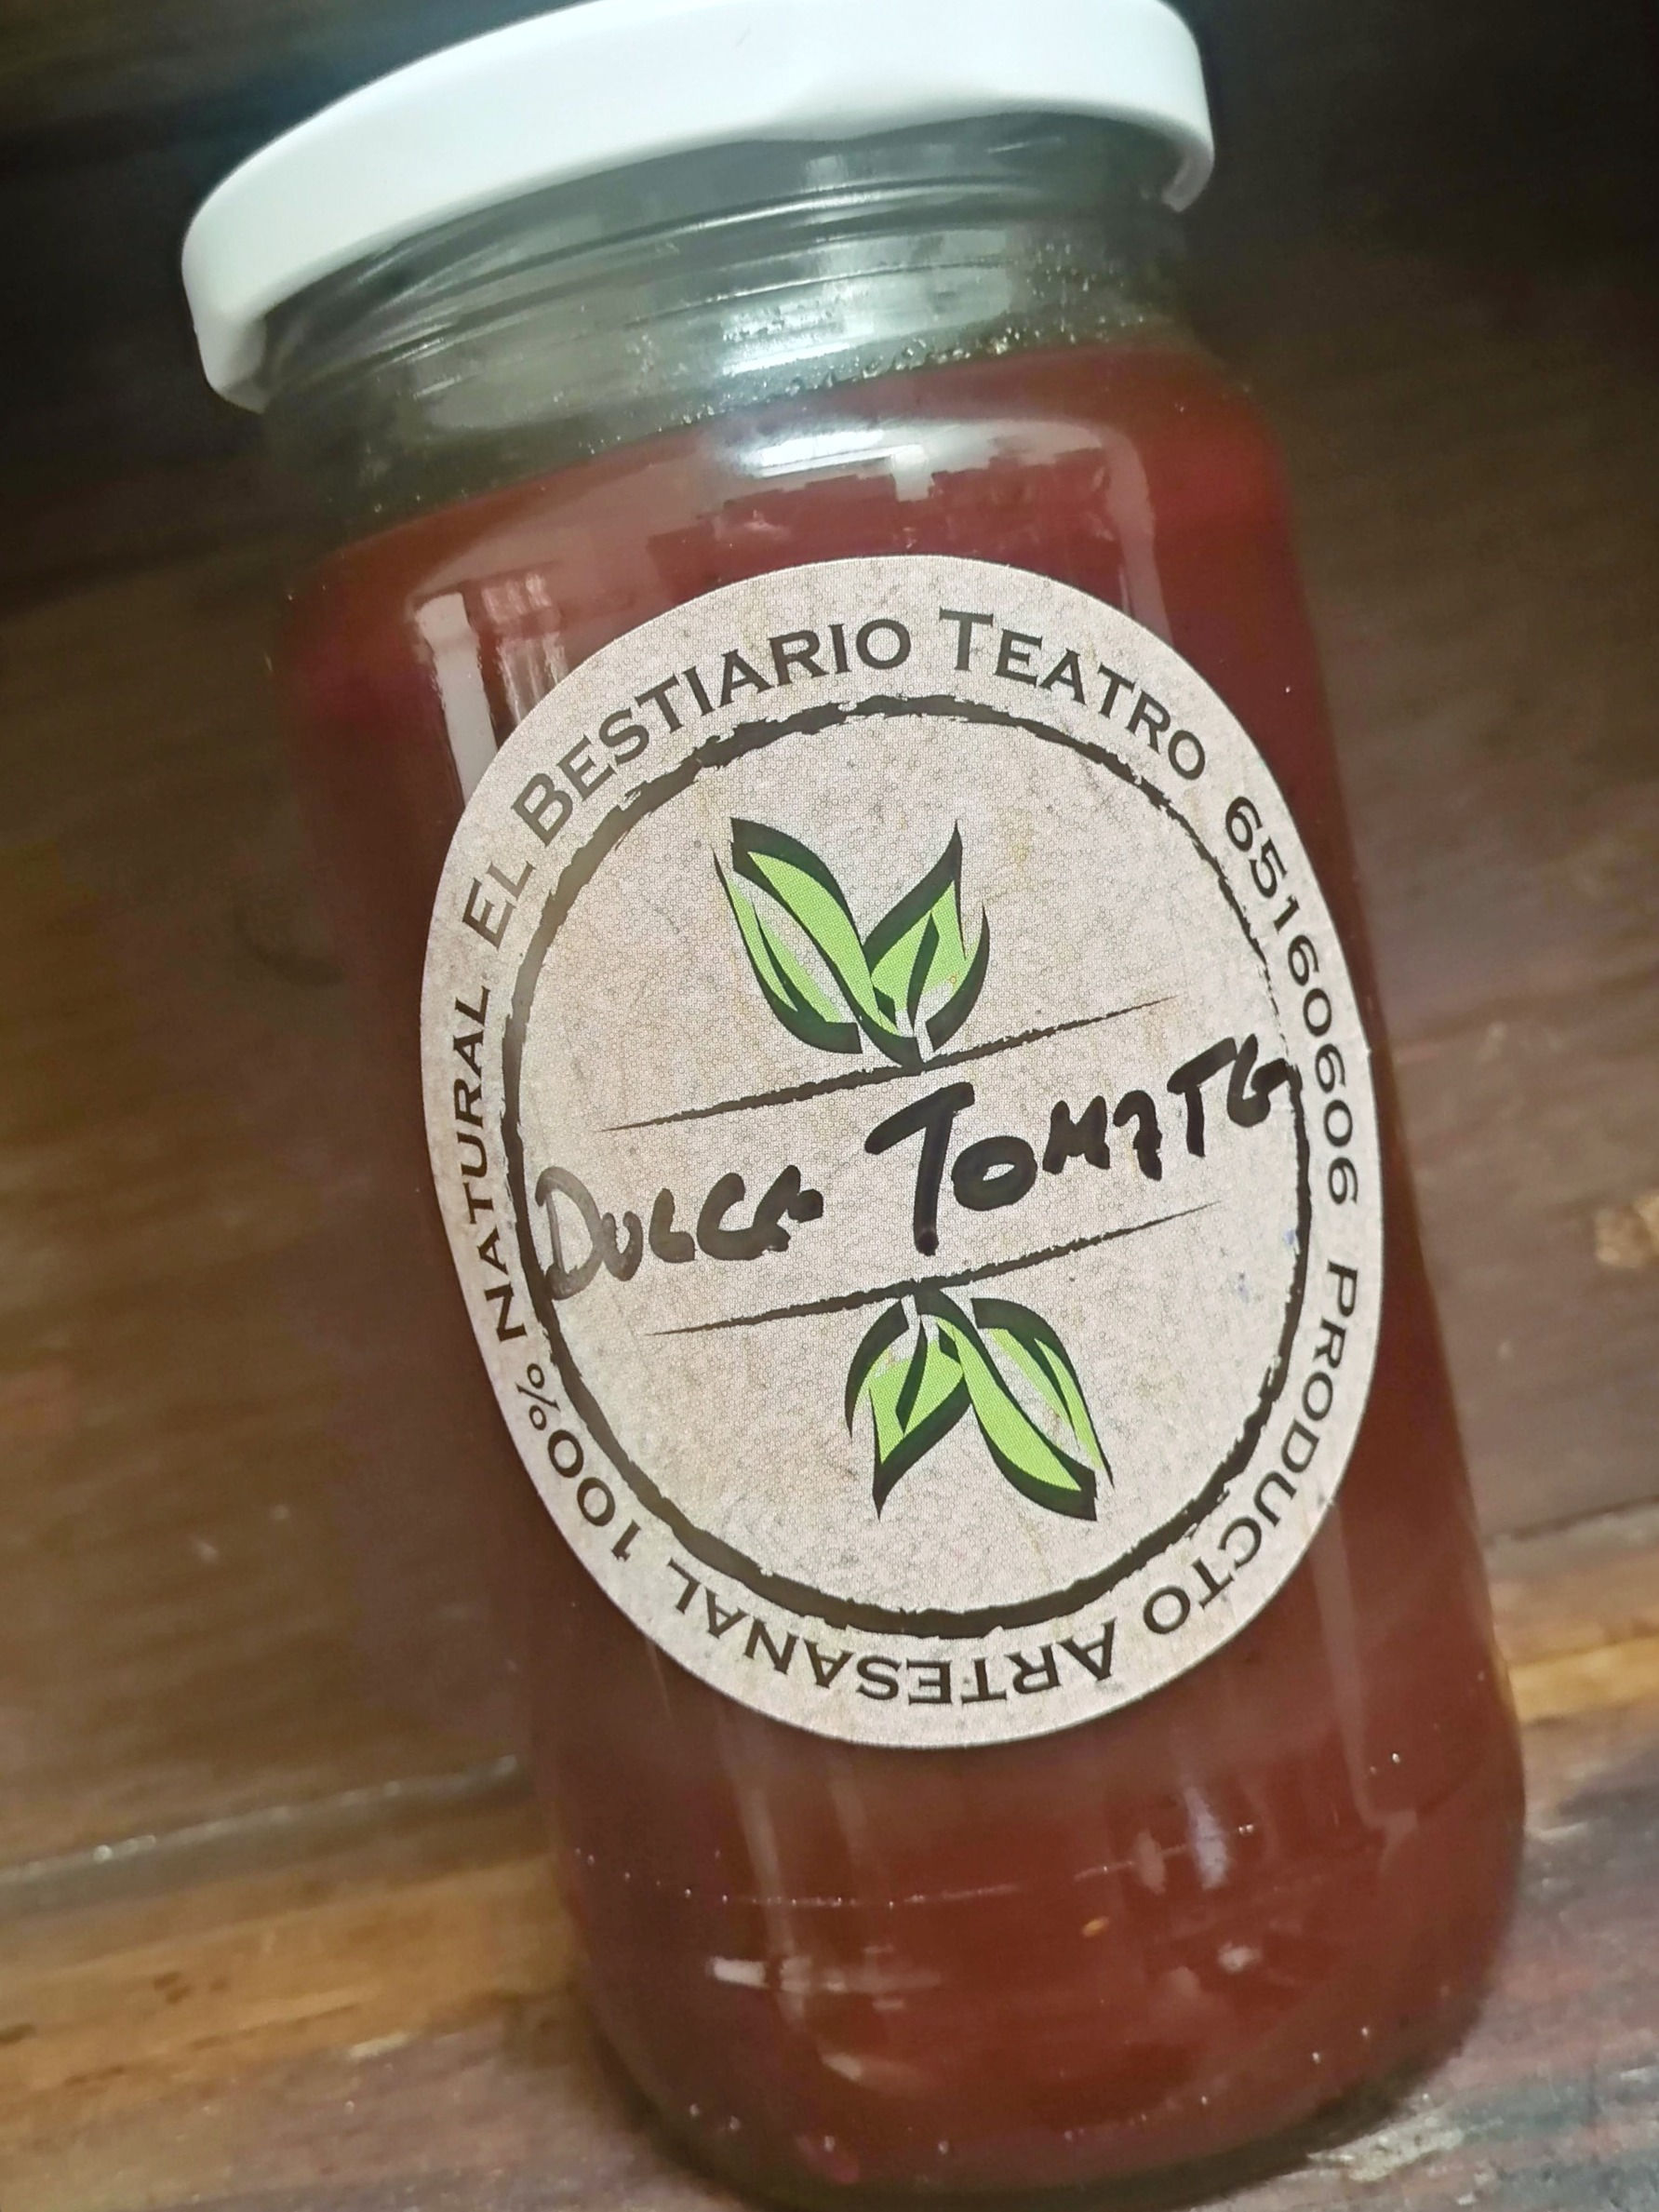 El Bestiario Teatro 651606606 Producto Artesanal 100% Natural
Dulce Tomate